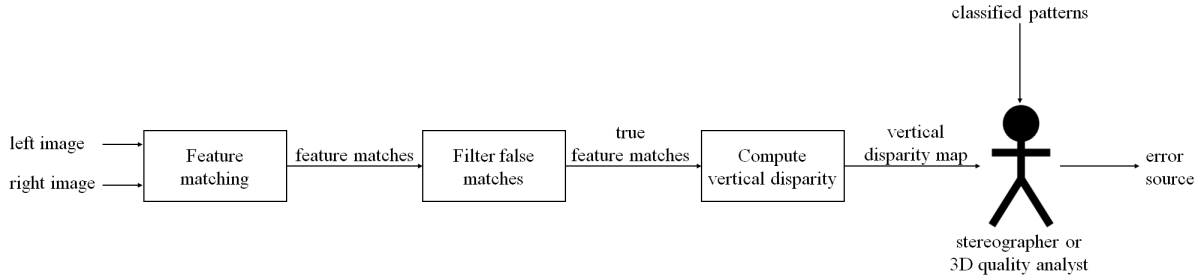 classified patterns
left image
right image
Feature
matching
feature matches
Filter false
matches
true
feature matches
Compute
vertical disparity
vertical
disparity map
error
source
stereographer or
3D quality analyst